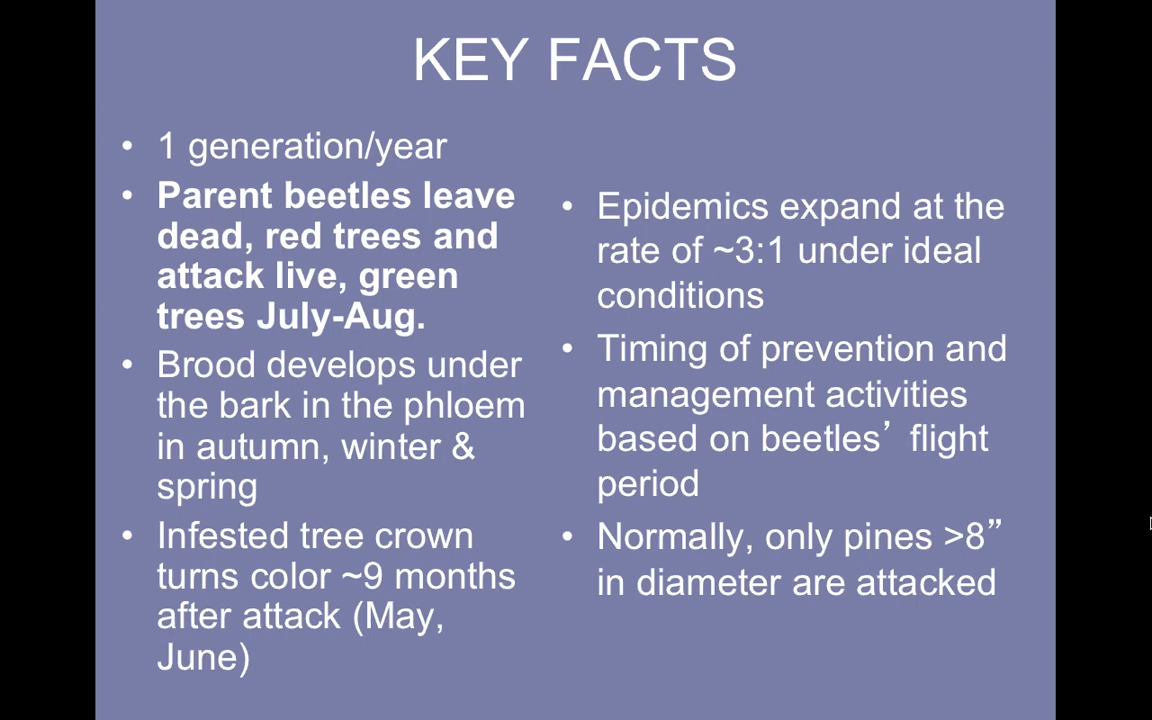 KEY FACTS
• 1 generation/year
• Parent beetles leave
dead, red trees and
attack live, green
trees July-Aug.
• Brood develops under
the bark in the phloem
in autumn, winter &
spring
• Infested tree crown
turns color ~9 months
after attack (May,
June)
• Epidemics expand at the
rate of ~3:1 under ideal
conditions
• Timing of prevention and
management activities
based on beetles’ flight
period
• Normally, only pines >8”
in diameter are attacked